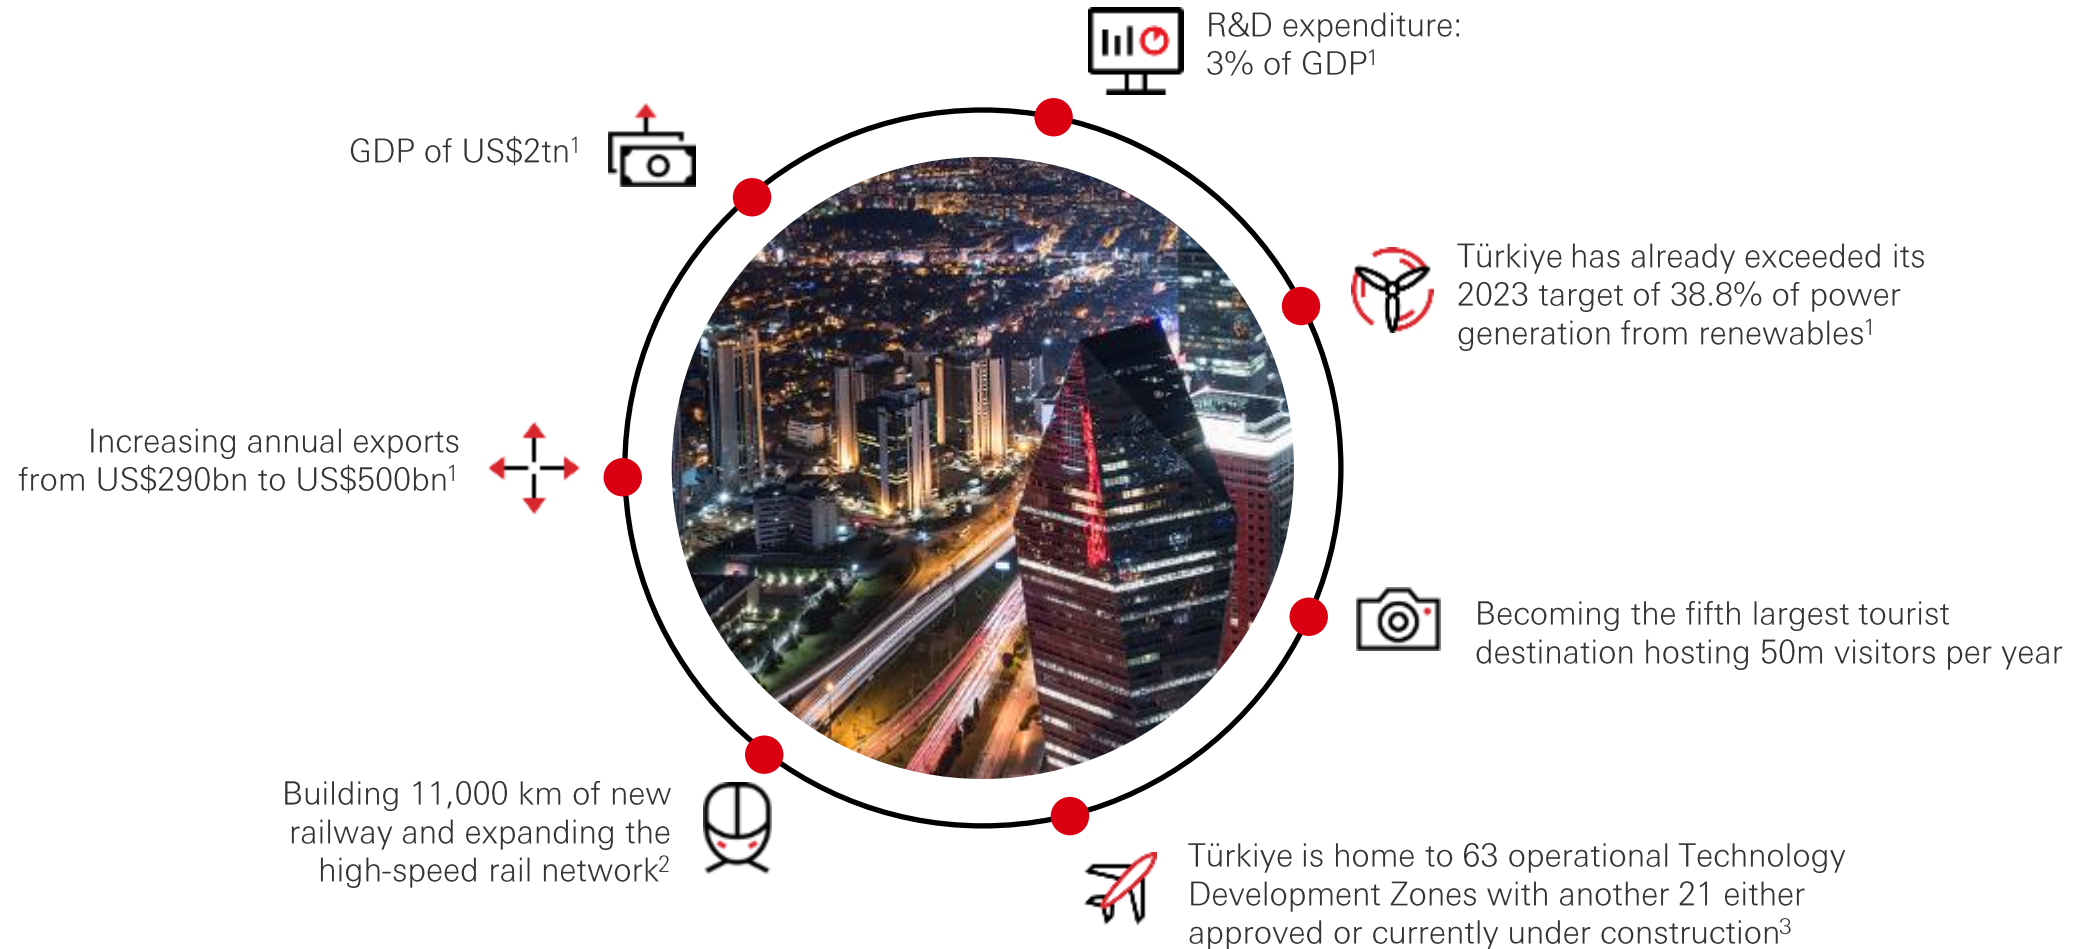 R&D expenditure:
3% of GDP¹
GDP of US$2tn¹
Türkiye has already exceeded its
2023 target of 38.8% of power
generation from renewables¹
Increasing annual exports
from US$290bn to US$500bn¹
Becoming the fifth largest tourist
destination hosting 50m visitors per year
Building 11,000 km of new
railway and expanding the
high-speed rail network²
Türkiye is home to 63 operational Technology
Development Zones with another 21 either
approved or currently under construction³